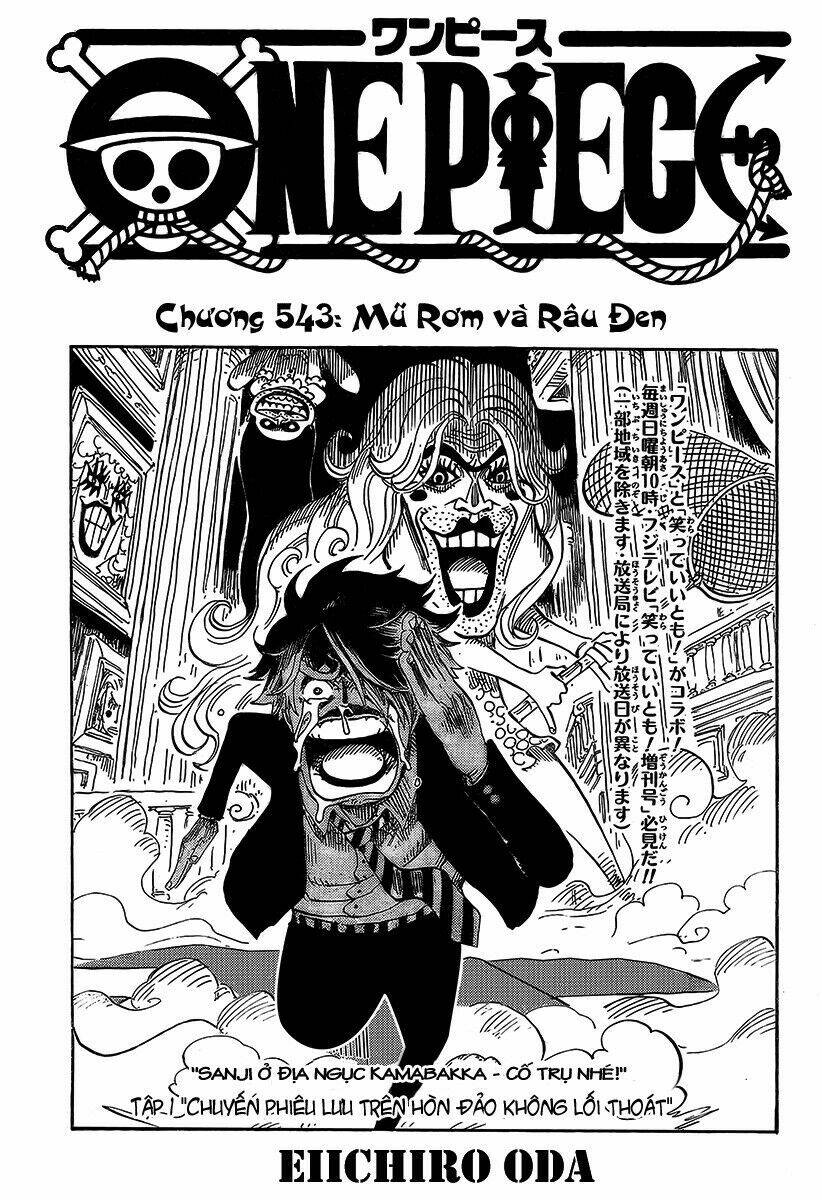 ワンピース
ONE PIECE
Chương 543: Mũ Rơm và Râu Đen
「ワンピース」と「笑っていいとも!」がコラボ!
毎週日曜朝10時・フジテレビ「笑っていいとも!増刊号」必見だ!!
(一部地域を除きます・放送局により放送日が異なります)
"SANJI Ở ĐỊA NGỤC KAMABAKKA - CỐ TRỤ NHÉ!"
TẬP 1 "CHUYẾN PHIÊU LƯU TRÊN HÒN ĐẢO KHÔNG LỐI THOÁT"
EIICHIRO ODA